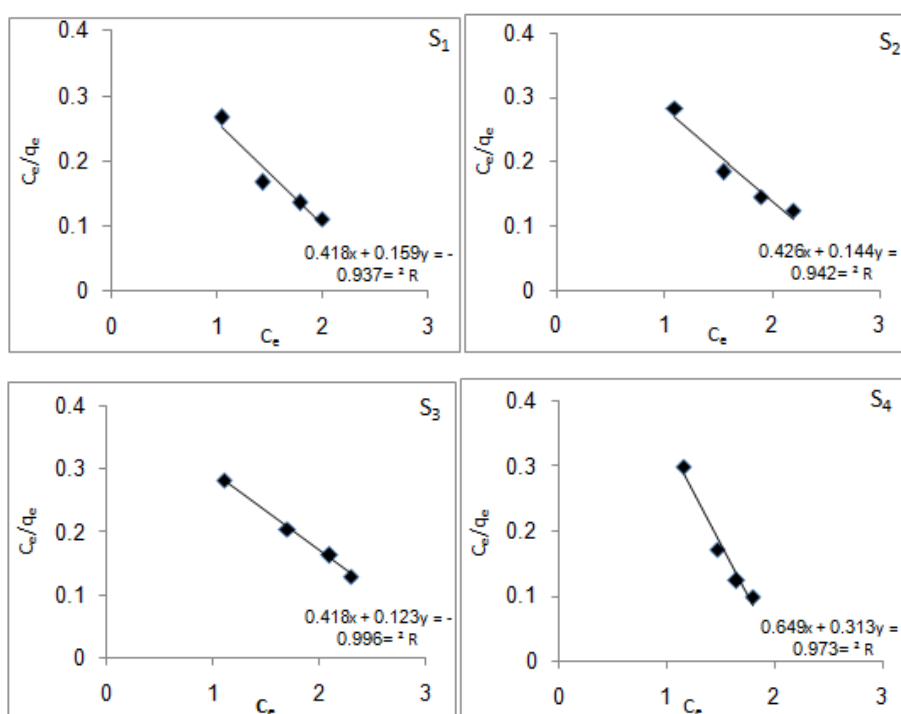 S₁
0.4
0.3
0.2
0.1
0
Cₑ/qₑ
0.418x + 0.159y = -
0.937= ² R
0 1 2 3
Cₑ
S₂
0.4
0.3
0.2
0.1
0
Cₑ/qₑ
0.426x + 0.144y =
0.942= ² R
0 1 2 3
Cₑ
S₃
0.4
0.3
0.2
0.1
0
Cₑ/qₑ
0.418x + 0.123y = -
0.996= ² R
0 1 2 3
Cₑ
S₄
0.4
0.3
0.2
0.1
0
Cₑ/qₑ
0.649x + 0.313y =
0.973= ² R
0 1 2 3
Cₑ